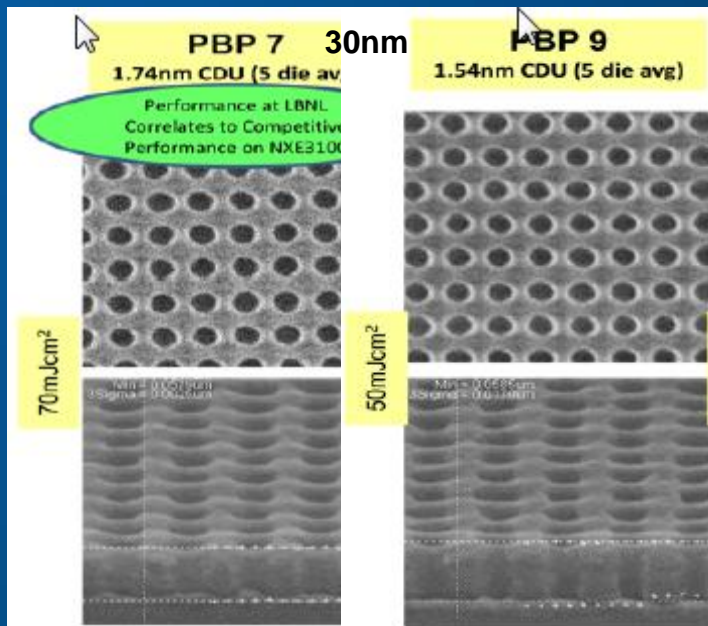 PBP 7
1.74nm CDU (5 die av
Performance at LBNL
Correlates to Competitive
Performance on NXE3100
70mJcm²
30nm
PBP 9
1.54nm CDU (5 die avg)
50mJcm²